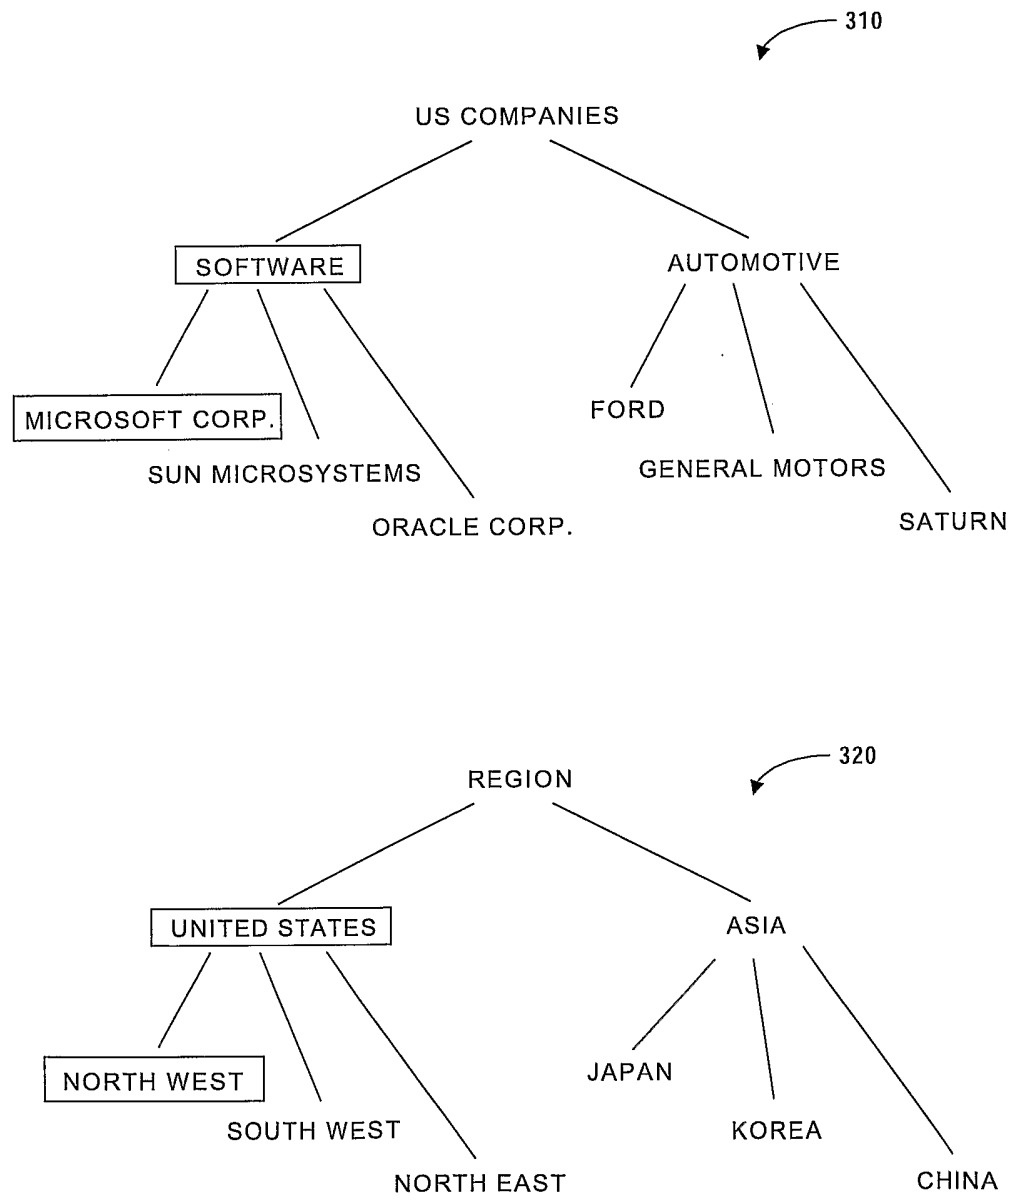 310
US COMPANIES
SOFTWARE
AUTOMOTIVE
MICROSOFT CORP.
FORD
SUN MICROSYSTEMS
GENERAL MOTORS
ORACLE CORP.
SATURN
320
REGION
UNITED STATES
ASIA
NORTH WEST
JAPAN
SOUTH WEST
KOREA
NORTH EAST
CHINA